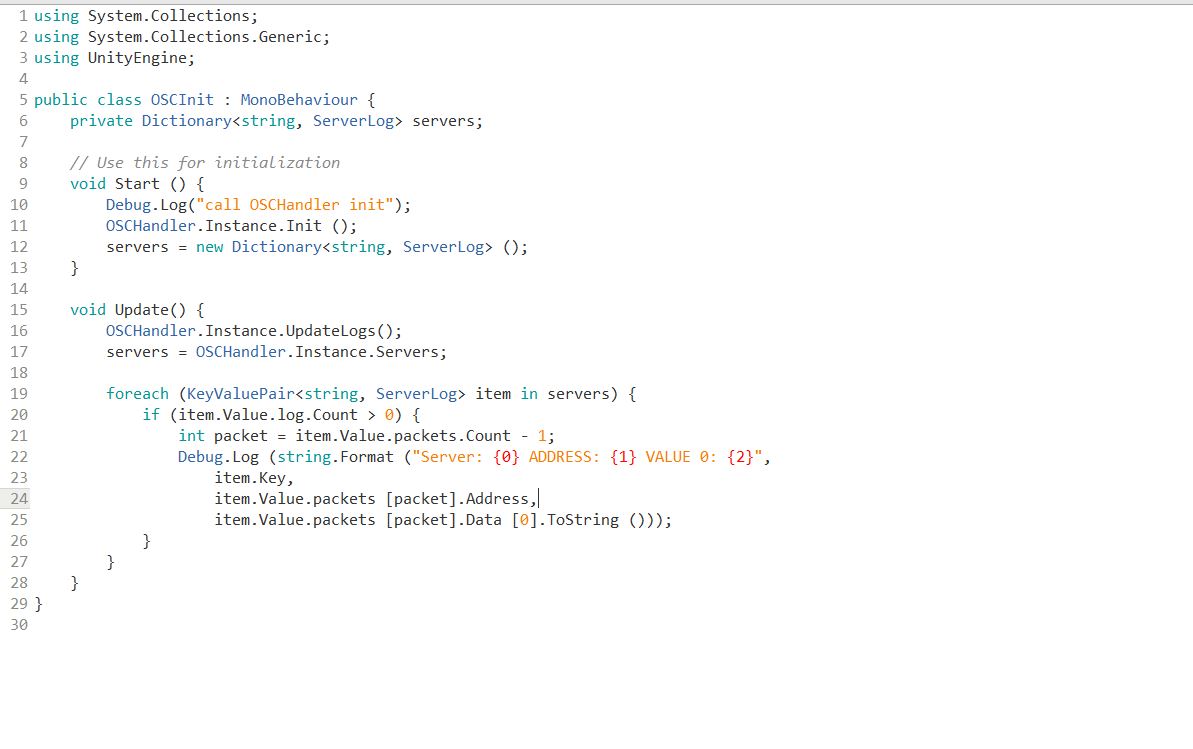 1 using System.Collections;
2 using System.Collections.Generic;
3 using UnityEngine;
4
5 public class OSCInit : MonoBehaviour {
6     private Dictionary<string, ServerLog> servers;
7
8     // Use this for initialization
9     void Start () {
10         Debug.Log("call OSCHandler init");
11         OSCHandler.Instance.Init ();
12         servers = new Dictionary<string, ServerLog> ();
13     }
14
15     void Update() {
16         OSCHandler.Instance.UpdateLogs();
17         servers = OSCHandler.Instance.Servers;
18
19         foreach (KeyValuePair<string, ServerLog> item in servers) {
20             if (item.Value.log.Count > 0) {
21                 int packet = item.Value.packets.Count - 1;
22                 Debug.Log (string.Format ("Server: {0} ADDRESS: {1} VALUE 0: {2}",
23                     item.Key,
24                     item.Value.packets [packet].Address,
25                     item.Value.packets [packet].Data [0].ToString ()));
26             }
27         }
28     }
29 }
30